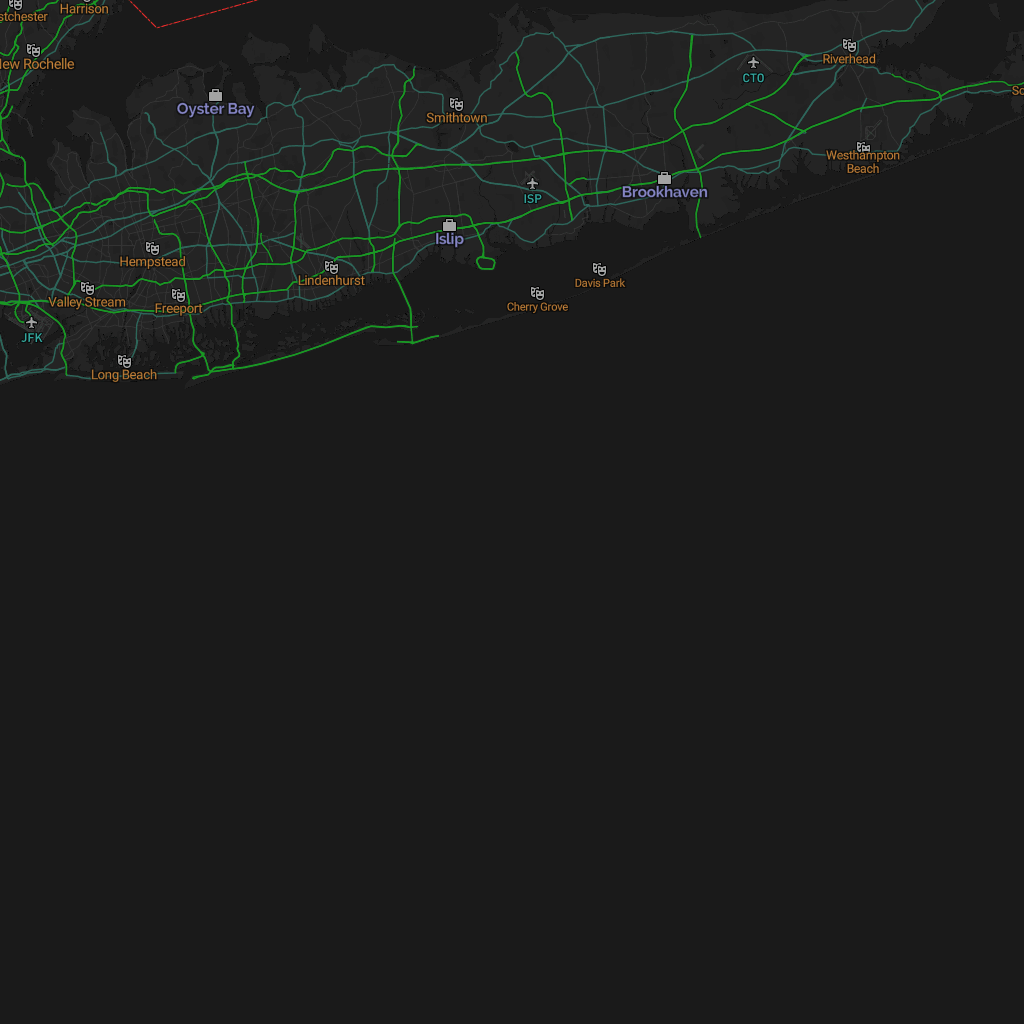 Harrison
New Rochelle
Riverhead
CTO
Oyster Bay
Smithtown
Westhampton
Beach
ISP
Brookhaven
Islip
Hempstead
Lindenhurst
Davis Park
Valley Stream
Freeport
Cherry Grove
JFK
Long Beach